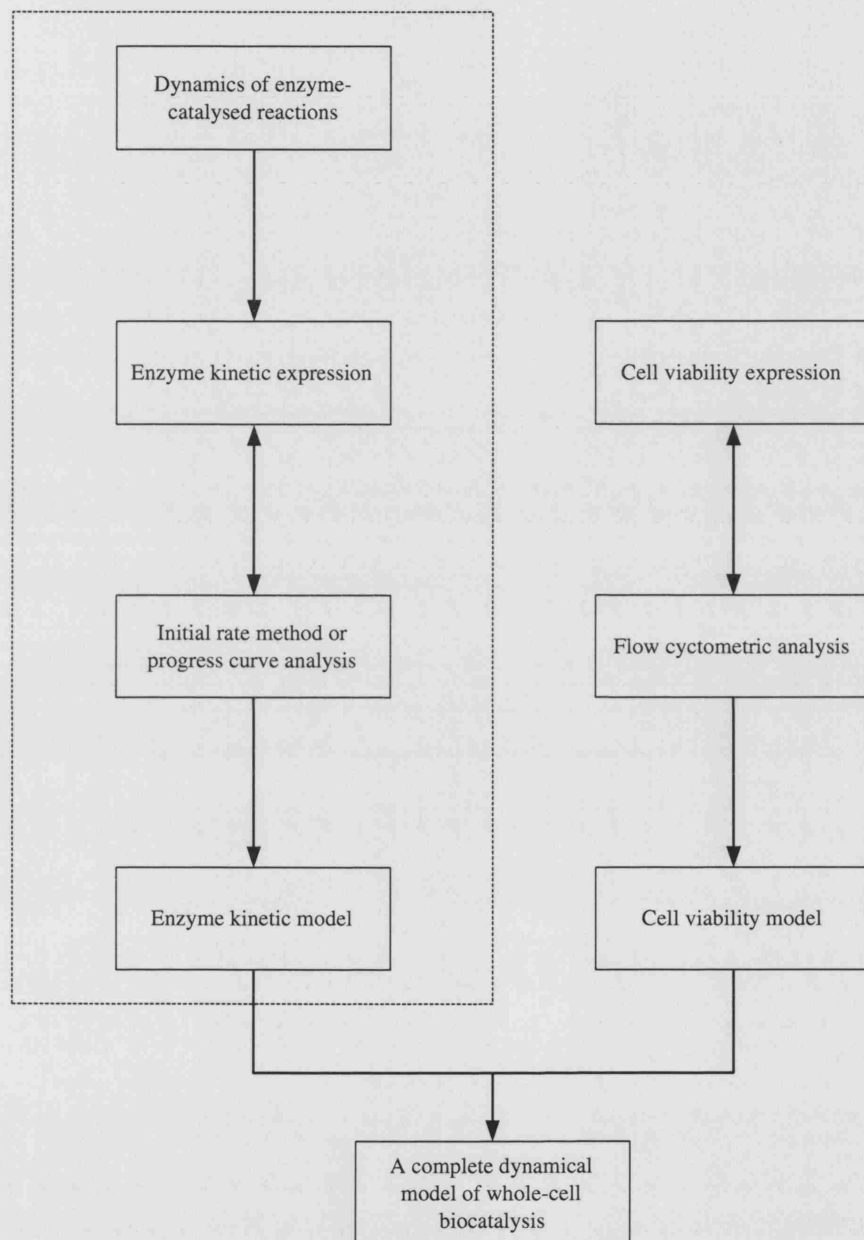 Dynamics of enzyme-
catalysed reactions
Enzyme kinetic expression
Cell viability expression
Initial rate method or
progress curve analysis
Flow cyctometric analysis
Enzyme kinetic model
Cell viability model
A complete dynamical
model of whole-cell
biocatalysis